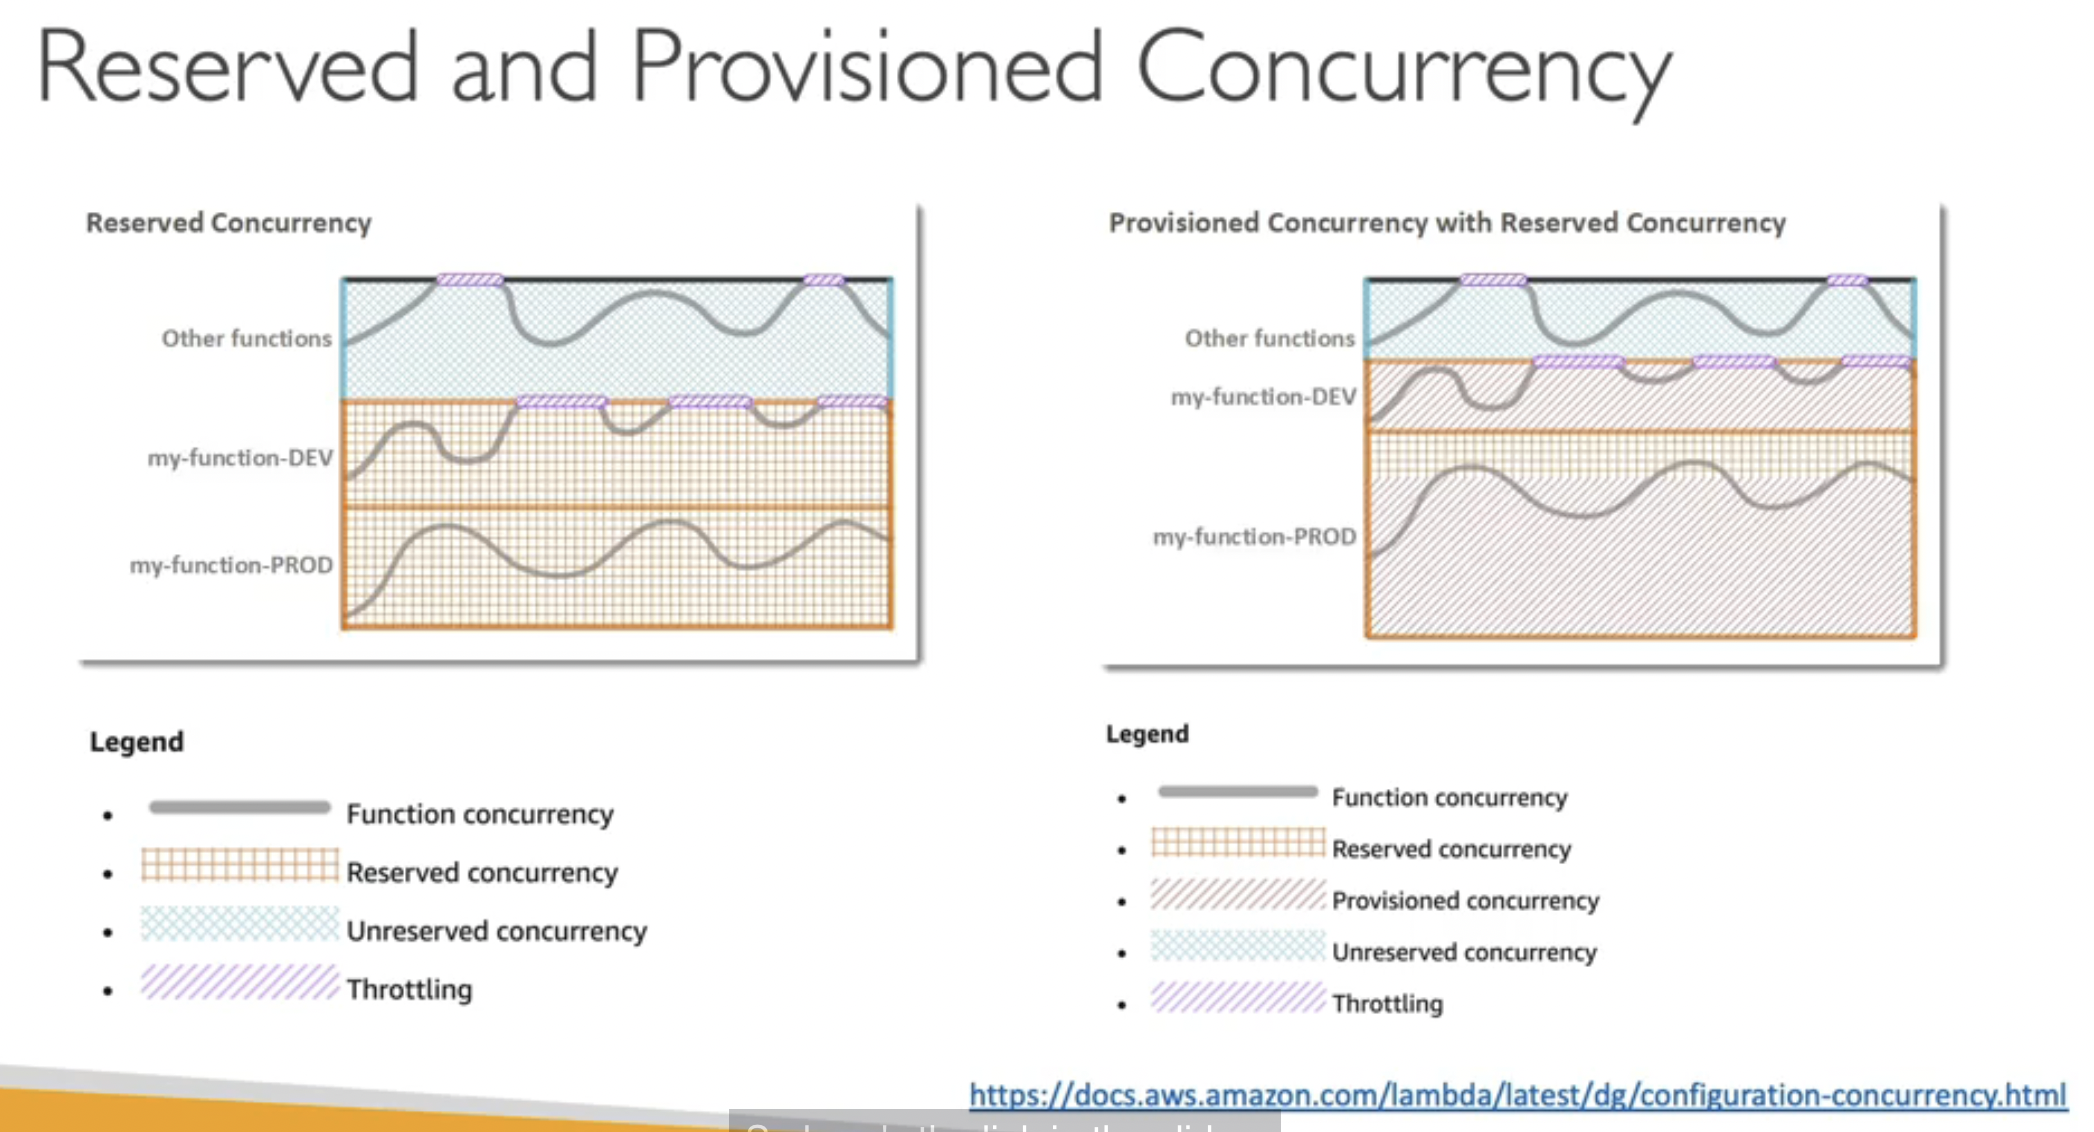 Reserved and Provisioned Concurrency
Reserved Concurrency
Other functions
my-function-DEV
my-function-PROD
Legend
• Function concurrency
• Reserved concurrency
• Unreserved concurrency
• Throttling
Provisioned Concurrency with Reserved Concurrency
Other functions
my-function-DEV
my-function-PROD
Legend
• Function concurrency
• Reserved concurrency
• Provisioned concurrency
• Unreserved concurrency
• Throttling
https://docs.aws.amazon.com/lambda/latest/dg/configuration-concurrency.html